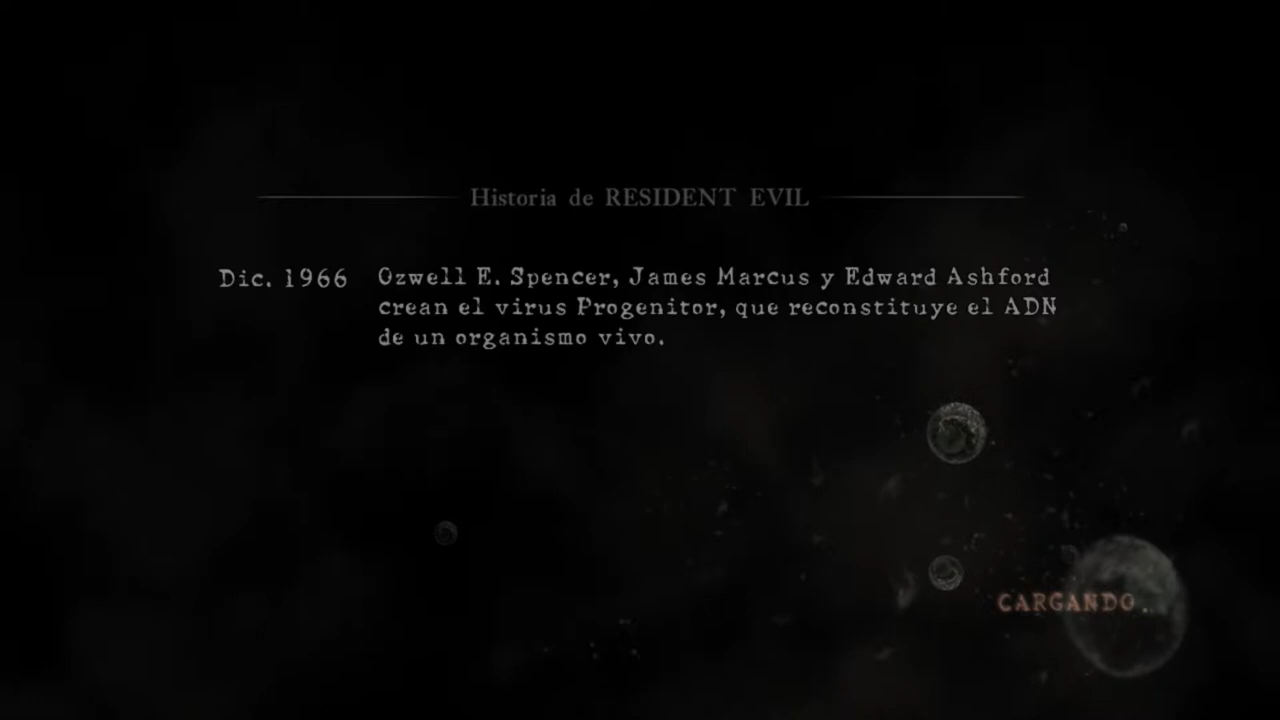 Historia de RESIDENT EVIL
Dic. 1966 Ozwell E. Spencer, James Marcus y Edward Ashford
crean el virus Progenitor, que reconstituye el ADN
de un organismo vivo.
CARGANDO..